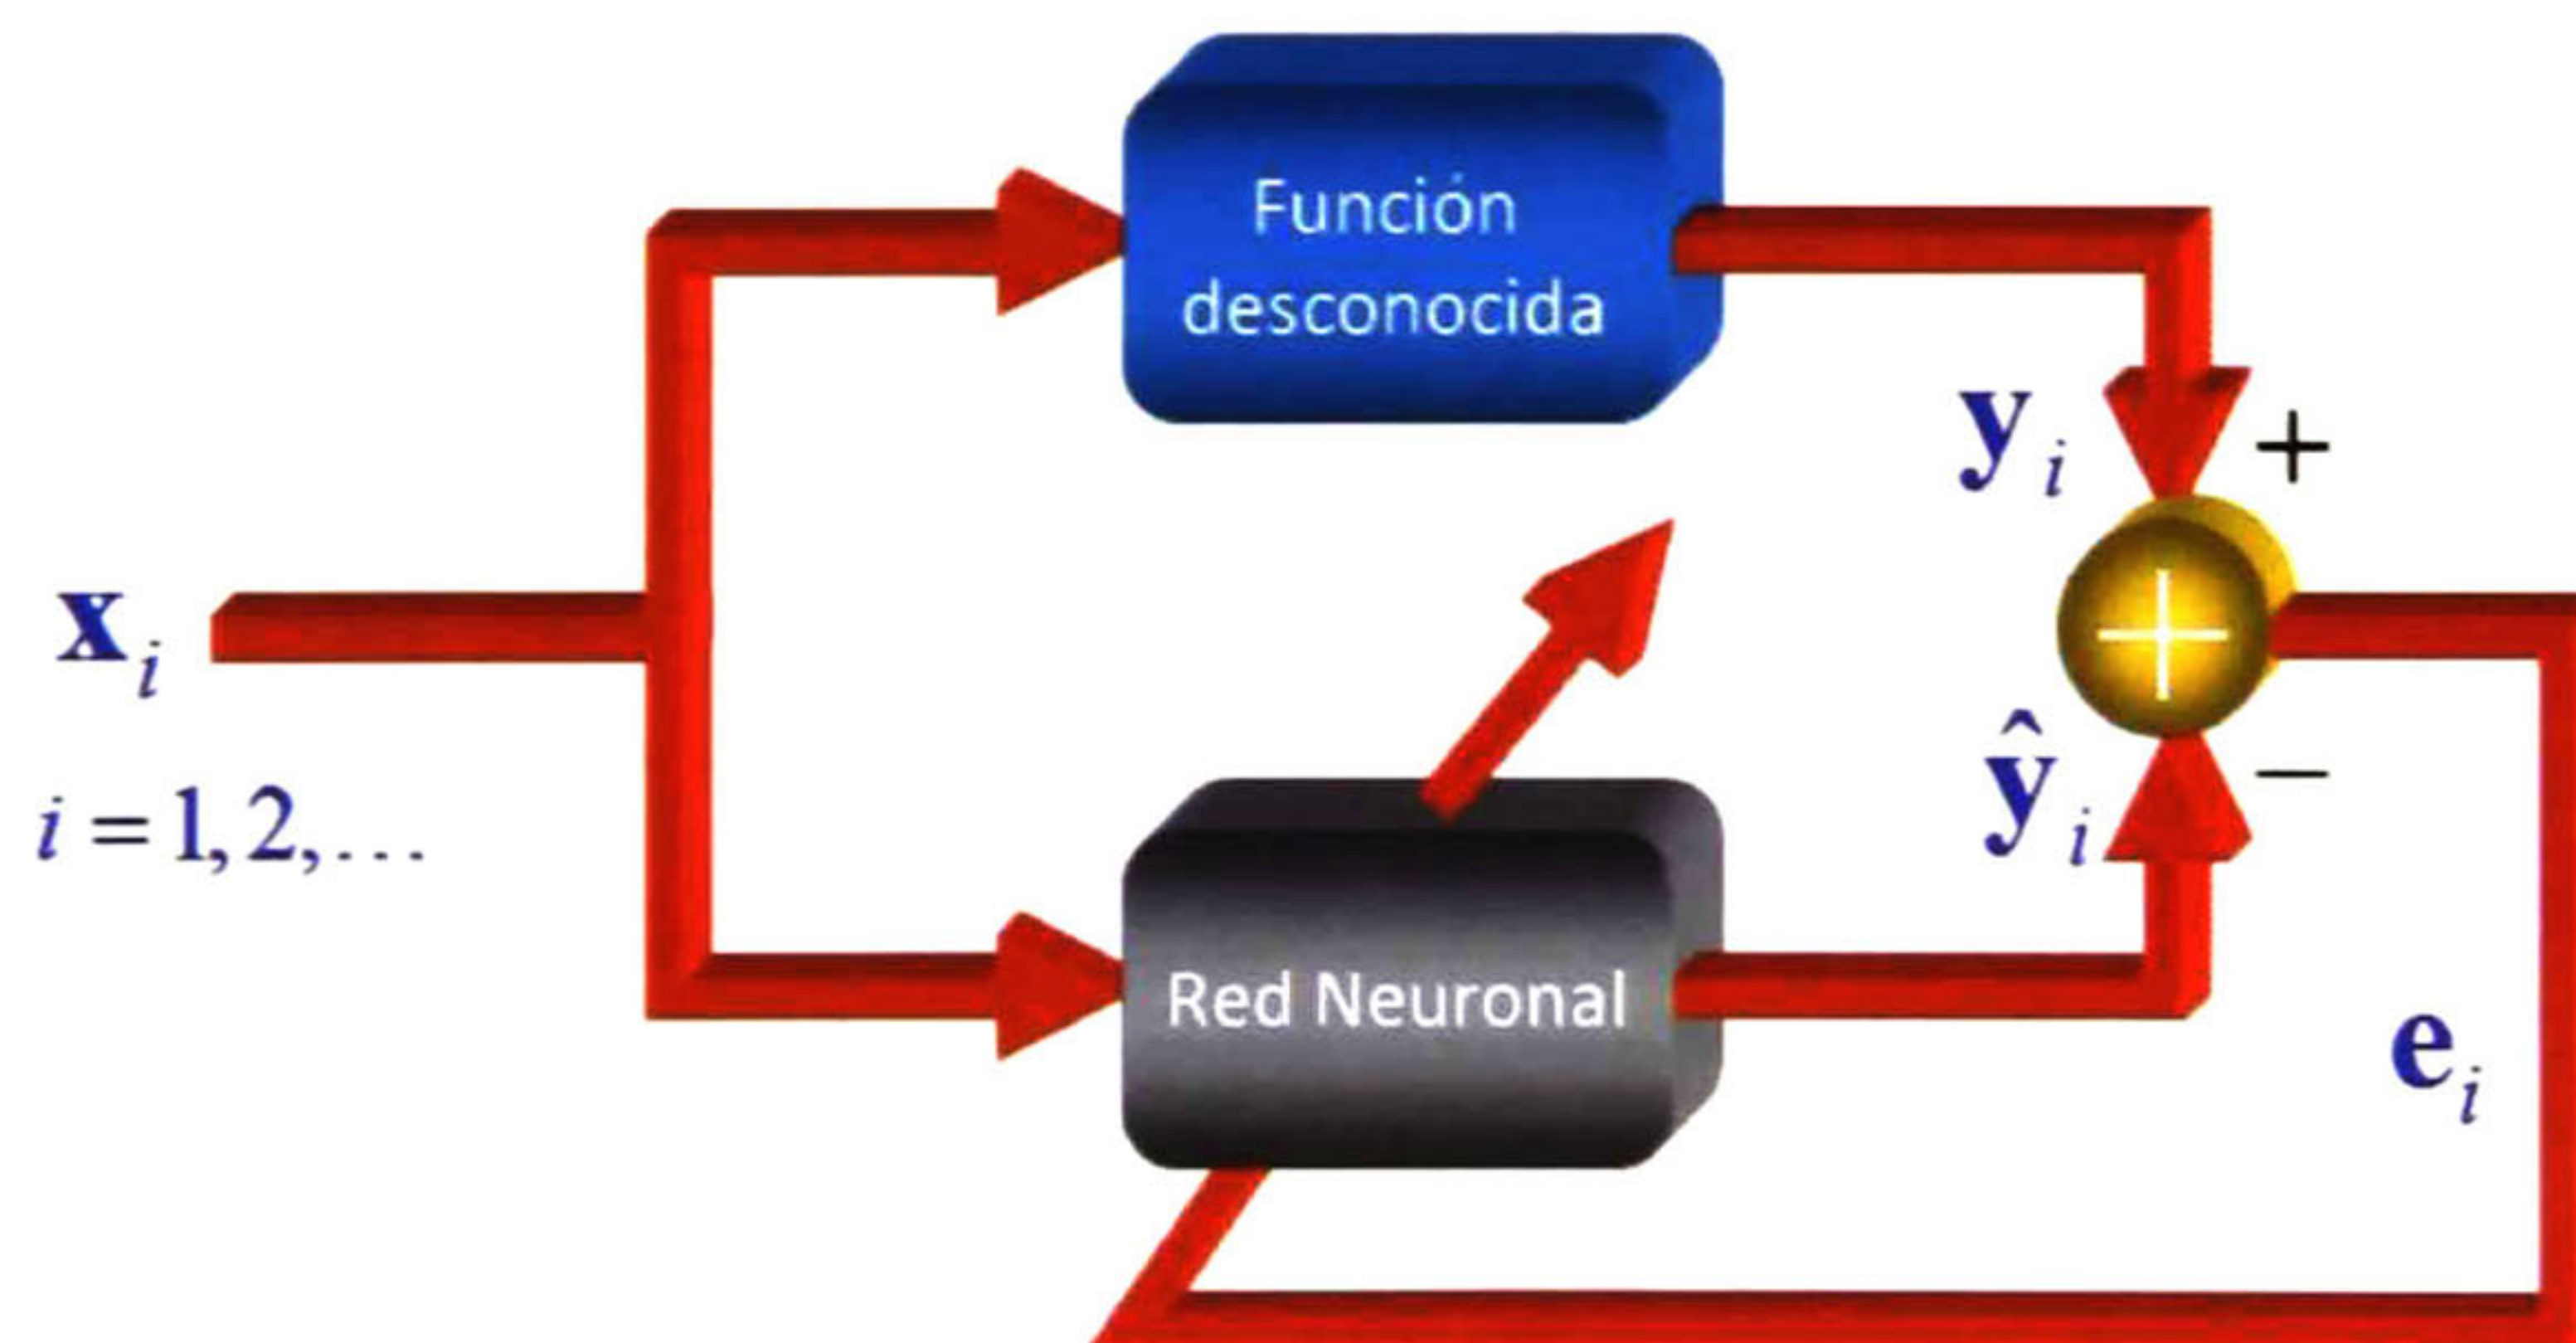 Función
desconocida
y_i
+
x_i
ŷ_i
−
i = 1, 2, ...
Red Neuronal
e_i